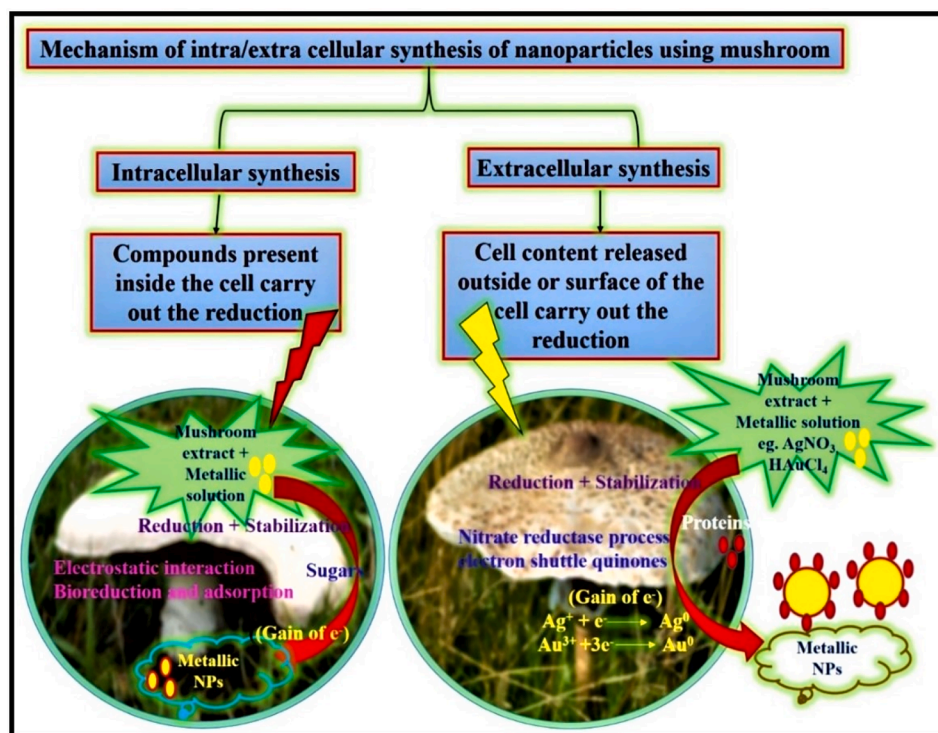 Mechanism of intra/extra cellular synthesis of nanoparticles using mushroom
Intracellular synthesis
Extracellular synthesis
Compounds present
inside the cell carry
out the reduction
Cell content released
outside or surface of the
cell carry out the
reduction
Mushroom
extract +
Metallic
solution
Reduction + Stabilization
Electrostatic interaction
Bioreduction and adsorption
Sugars
(Gain of e-)
Metallic
NPs
Mushroom
extract +
Metallic solution
eg. AgNO3
HAuCl4
Reduction + Stabilization
Proteins
Nitrate reductase process
electron shuttle quinones
(Gain of e-)
Ag+ + e- → Ag0
Au3+ +3e- → Au0
Metallic
NPs